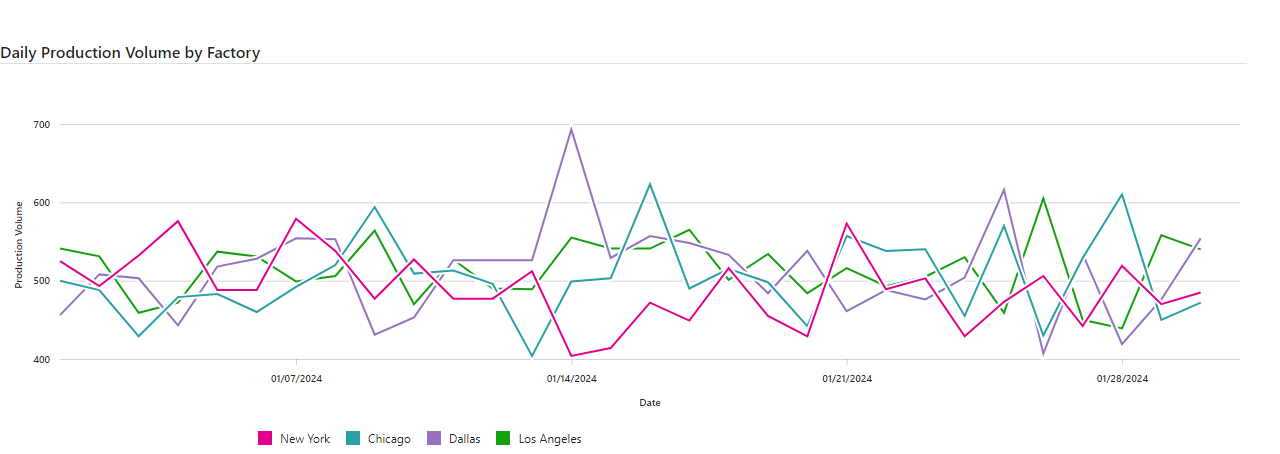 Daily Production Volume by Factory
700
600
500
400
Production Volume
01/07/2024 01/14/2024 01/21/2024 01/28/2024
Date
New York Chicago Dallas Los Angeles